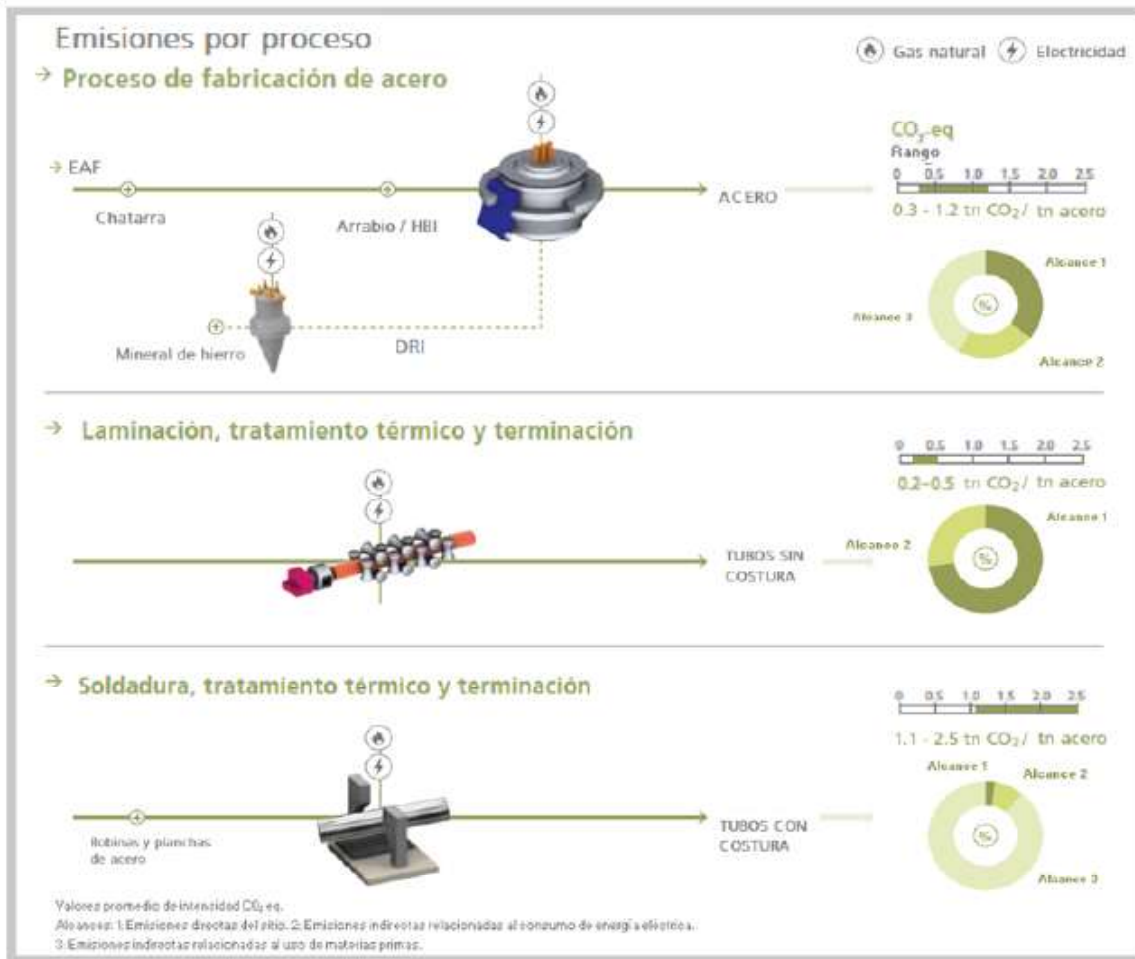 Emisiones por proceso
Gas natural
Electricidad
→ Proceso de fabricación de acero
→ EAF
Chatarra
Arrabio / HBI
ACERO
Mineral de hierro
DRI
CO₂-eq
Rango
0 0.5 1.0 1.5 2.0 2.5
0.3 - 1.2 tn CO₂ / tn acero
Alcance 1
Alcance 3
Alcance 2
%
→ Laminación, tratamiento térmico y terminación
TUBOS SIN
COSTURA
0 0.5 1.0 1.5 2.0 2.5
0.2-0.5 tn CO₂ / tn acero
Alcance 1
Alcance 2
%
→ Soldadura, tratamiento térmico y terminación
Bobinas y planchas
de acero
TUBOS CON
COSTURA
0 0.5 1.0 1.5 2.0 2.5
1.1 - 2.5 tn CO₂ / tn acero
Alcance 1
Alcance 2
%
Alcance 3
Valores promedio de intensidad CO₂ eq.
Alcances: 1: Emisiones directas del sitio. 2: Emisiones indirectas relacionadas al consumo de energía eléctrica.
3: Emisiones indirectas relacionadas al uso de materias primas.